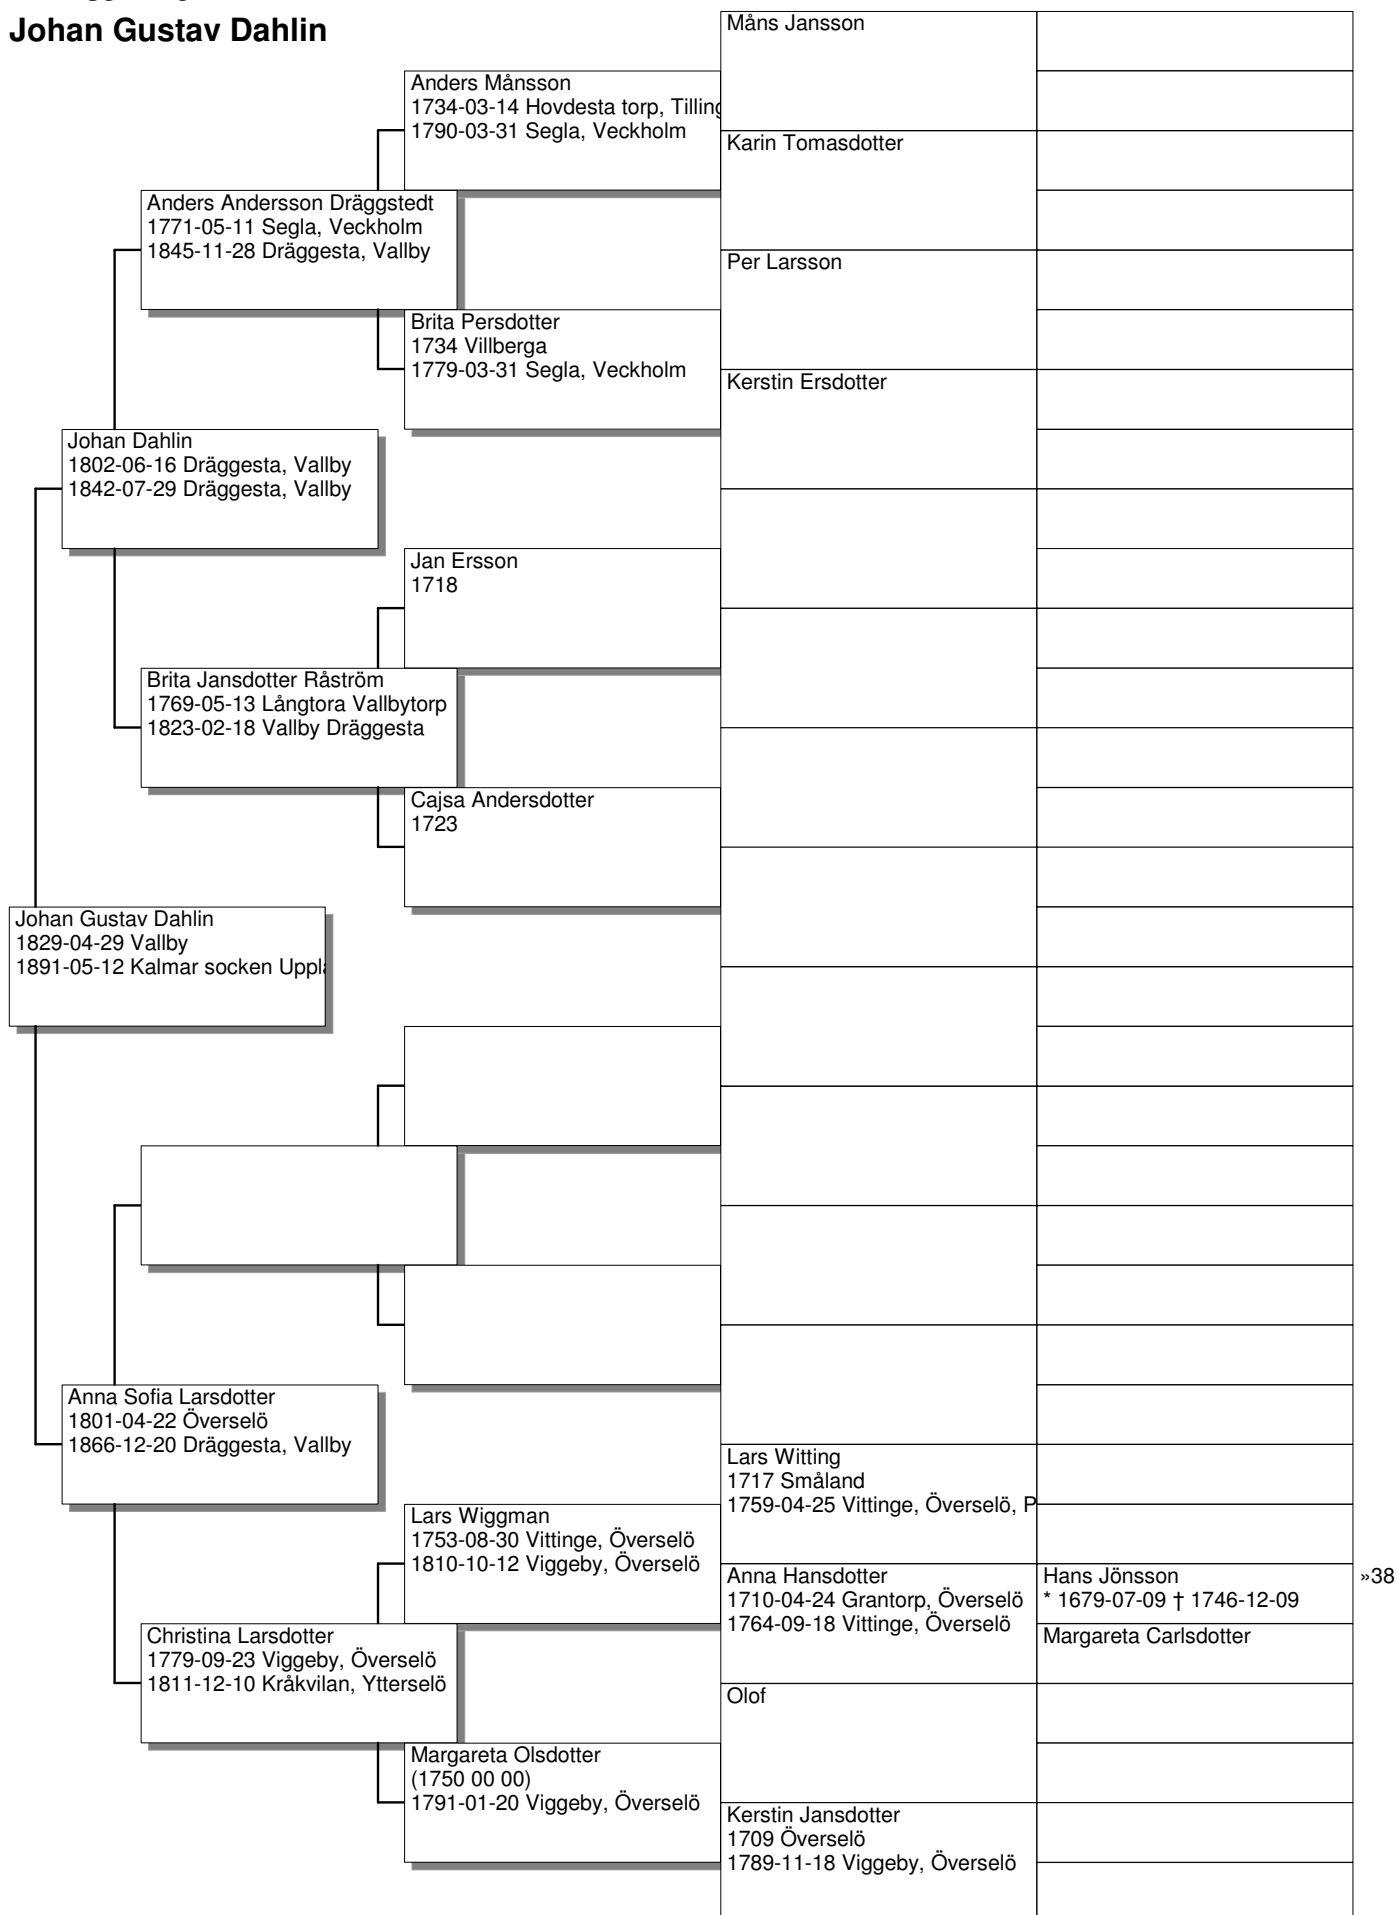 Johan Gustav Dahlin
Måns Jansson
Anders Månsson
1734-03-14 Hovdesta torp,
1790-03-31 Segla, Veckholm
Karin Tomasdotter
Anders Andersson Dräggstedt
1771-05-11 Segla, Veckholm
1845-11-28 Dräggesta, Vallby
Per Larsson
Brita Persdotter
1734 Villberga
1779-03-31 Segla, Veckholm
Kerstin Ersdotter
Johan Dahlin
1802-06-16 Dräggesta, Vallby
1842-07-29 Dräggesta, Vallby
Jan Ersson
1718
Brita Jansdotter Råström
1769-05-13 Långtora Vallbytorp
1823-02-18 Vallby Dräggesta
Cajsa Andersdotter
1723
Johan Gustav Dahlin
1829-04-29 Vallby
1891-05-12 Kalmar socken
Anna Sofia Larsdotter
1801-04-22 Överselö
1866-12-20 Dräggesta, Vallby
Lars Witting
1717 Småland
1759-04-25 Vittinge, Överselö, P
Lars Wiggman
1753-08-30 Vittinge, Överselö
1810-10-12 Viggeby, Överselö
Anna Hansdotter
1710-04-24 Grantorp, Överselö
1764-09-18 Vittinge, Överselö
Hans Jönsson
* 1679-07-09 † 1746-12-09
»38
Margareta Carlsdotter
Christina Larsdotter
1779-09-23 Viggeby, Överselö
1811-12-10 Kråkvilan, Ytterselö
Olof
Margareta Olsdotter
(1750 00 00)
1791-01-20 Viggeby, Överselö
Kerstin Jansdotter
1709 Överselö
1789-11-18 Viggeby, Överselö